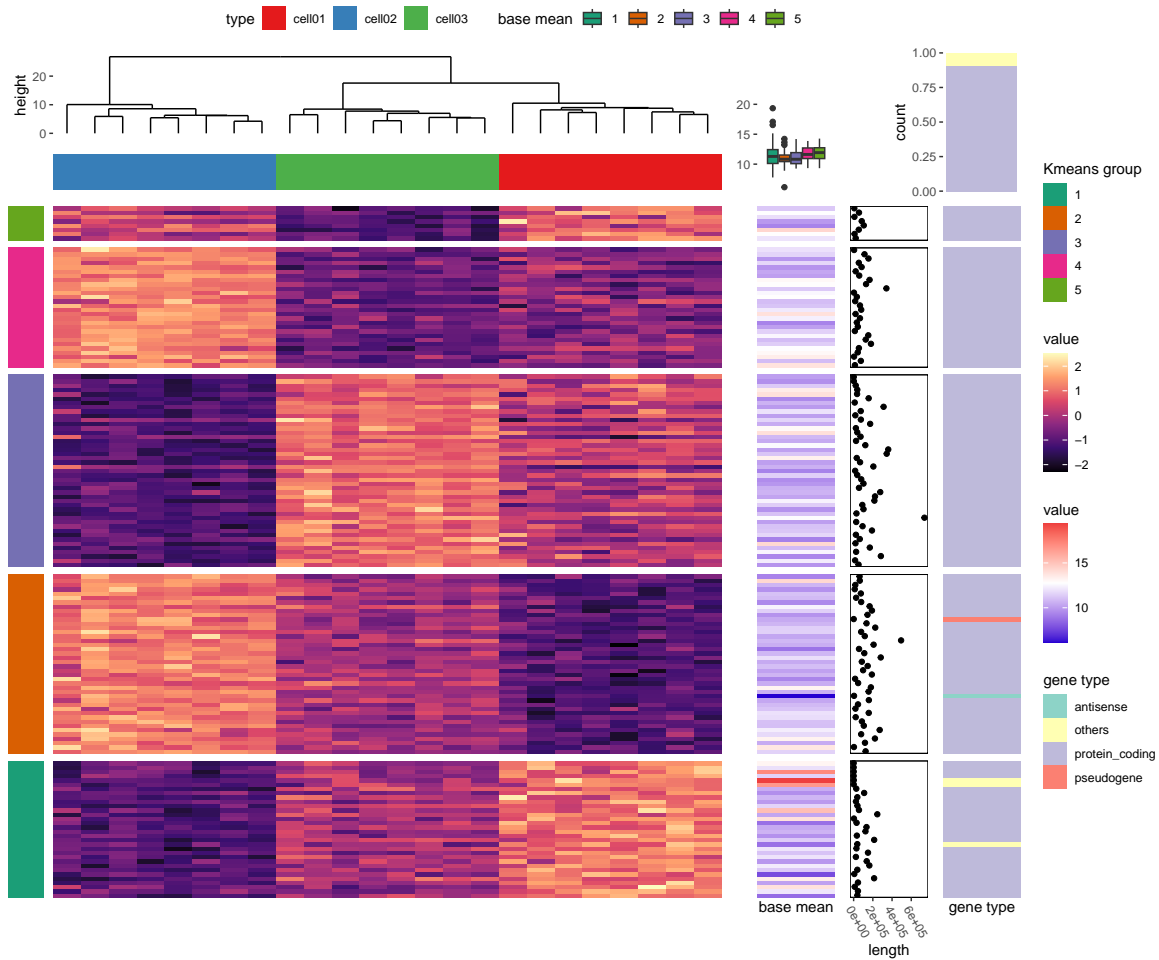 type cell01 cell02 cell03 base mean 1 2 3 4 5
height
20
10
0
20
15
10
count
1.00
0.75
0.50
0.25
0.00
Kmeans group
1
2
3
4
5
value
2
1
0
−1
−2
value
15
10
gene type
antisense
others
protein_coding
pseudogene
base mean
0e+00
2e+05
4e+05
6e+05
length
gene type